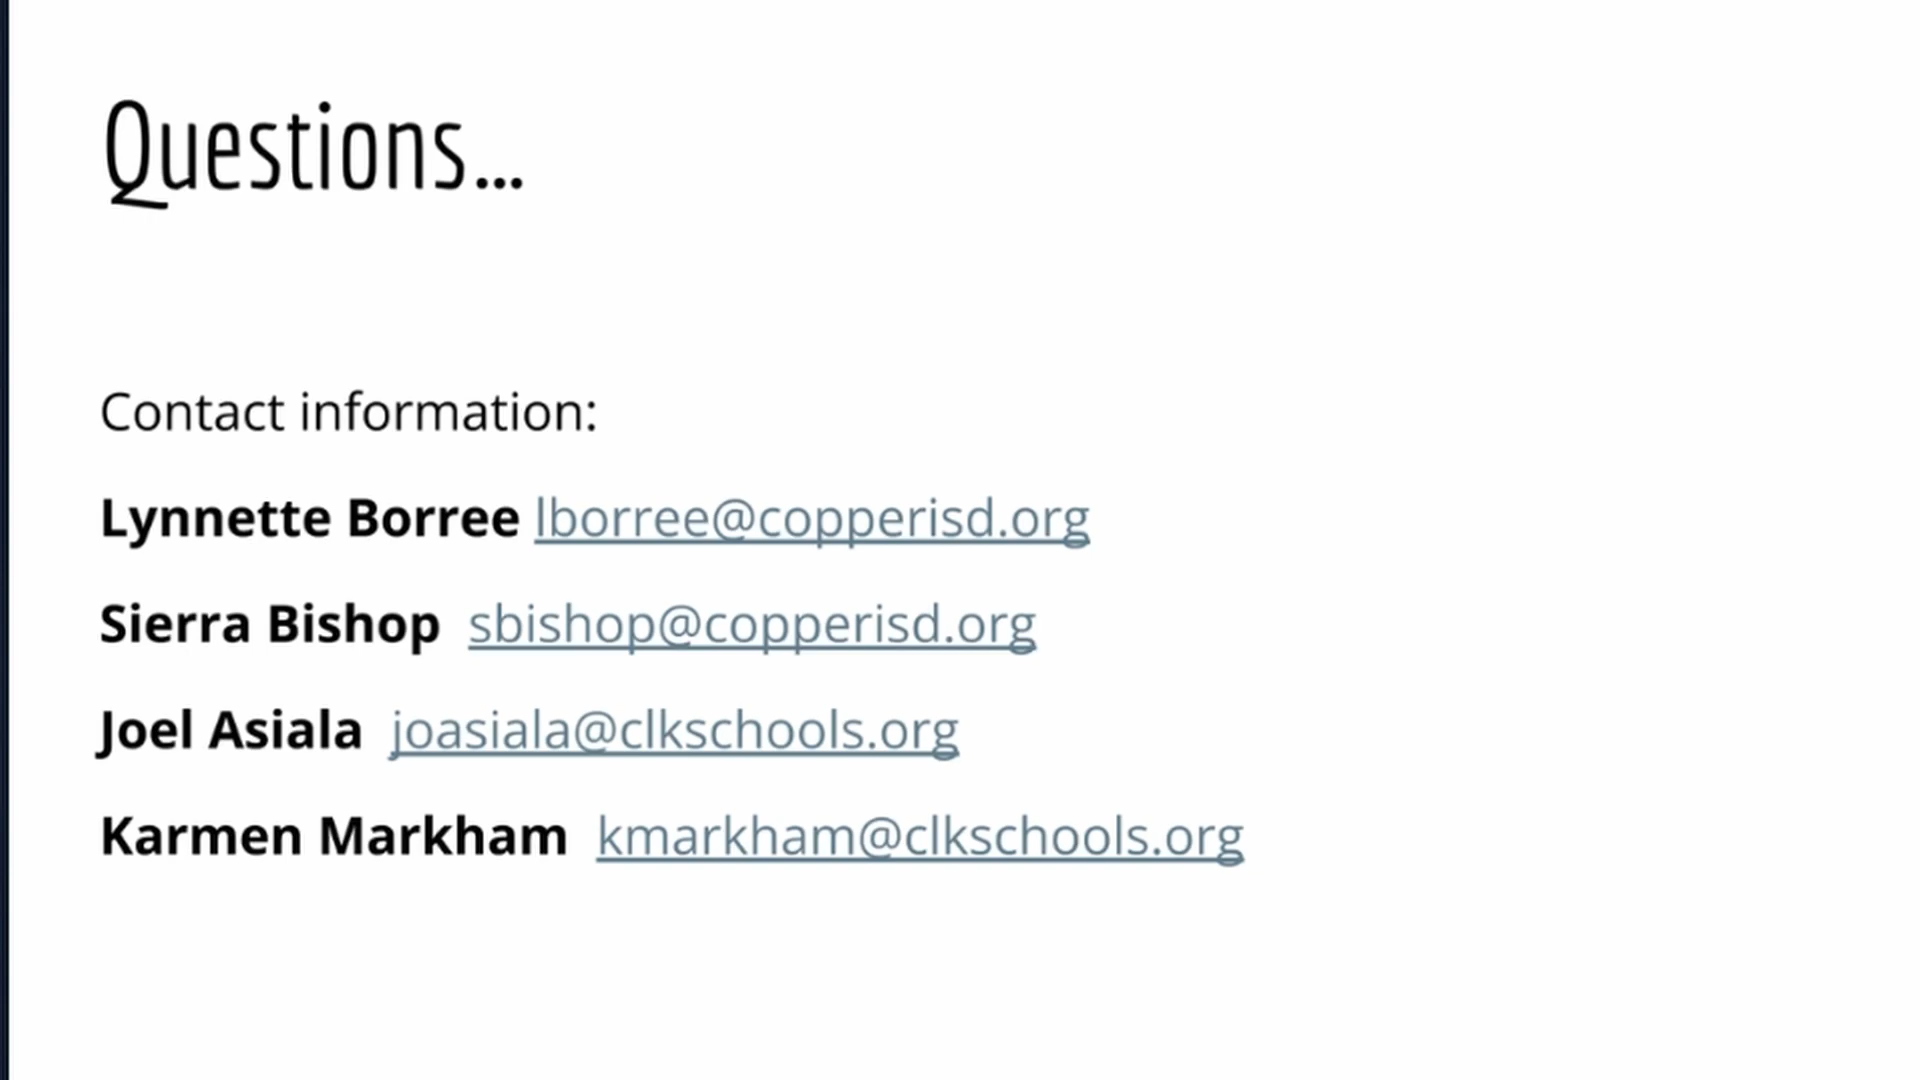 Questions...
Contact information:
Lynnette Borree lborree@copperisd.org
Sierra Bishop sbishop@copperisd.org
Joel Asiala joasiala@clkschools.org
Karmen Markham kmarkham@clkschools.org